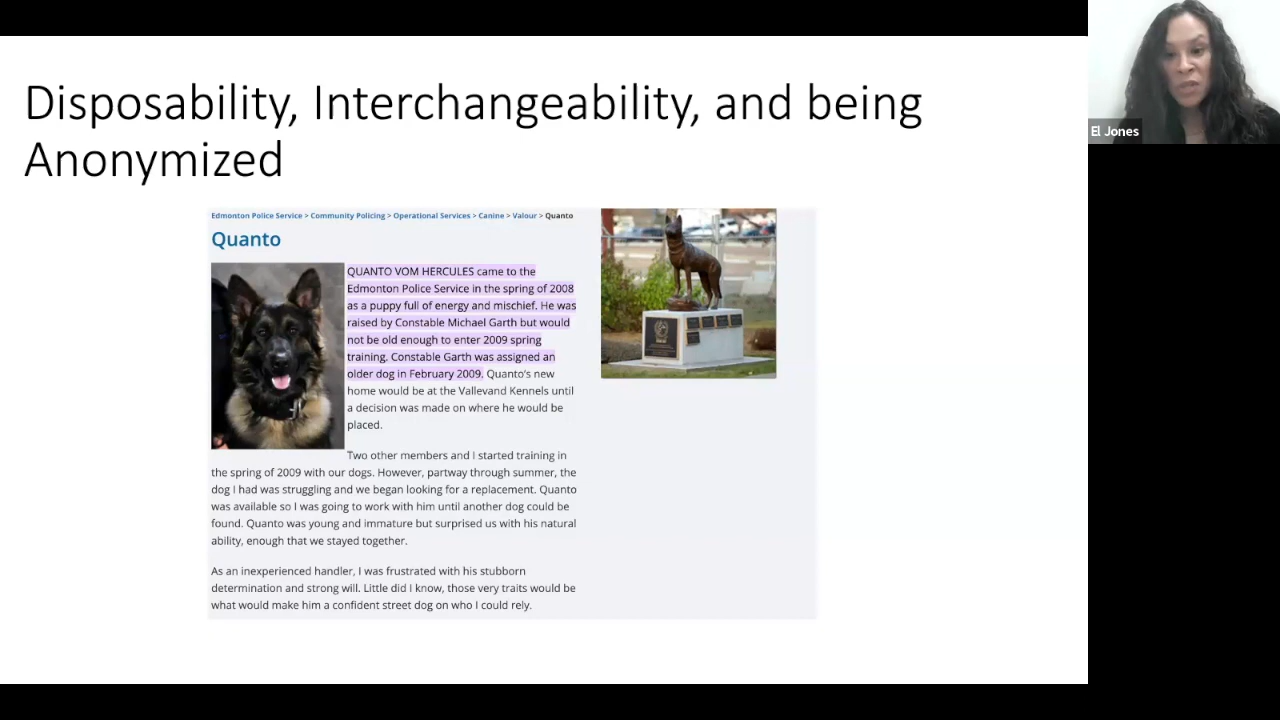 Disposability, Interchangeability, and being
Anonymized
Edmonton Police Service > Community Policing > Operational Services > Canine > Valour > Quanto
Quanto
QUANTO VOM HERCULES came to the
Edmonton Police Service in the spring of 2008
as a puppy full of energy and mischief. He was
raised by Constable Michael Garth but would
not be old enough to enter 2009 spring
training. Constable Garth was assigned an
older dog in February 2009. Quanto's new
home would be at the Vallevand Kennels until
a decision was made on where he would be
placed.
Two other members and I started training in
the spring of 2009 with our dogs. However, partway through summer, the
dog I had was struggling and we began looking for a replacement. Quanto
was available so I was going to work with him until another dog could be
found. Quanto was young and immature but surprised us with his natural
ability, enough that we stayed together.
As an inexperienced handler, I was frustrated with his stubborn
determination and strong will. Little did I know, those very traits would be
what would make him a confident street dog on who I could rely.
El Jones